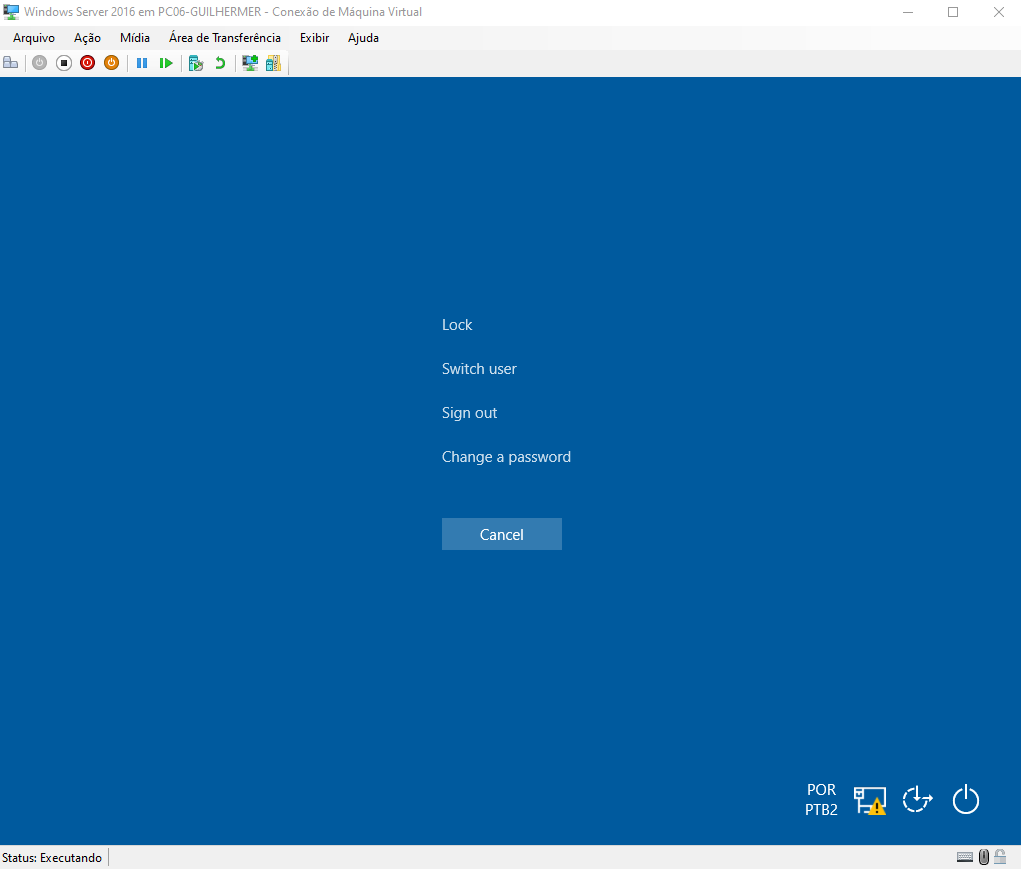 Windows Server 2016 em PC06-GUILHERMER - Conexão de Máquina Virtual
Arquivo Ação Mídia Área de Transferência Exibir Ajuda
Lock
Switch user
Sign out
Change a password
Cancel
POR
PTB2
Status: Executando